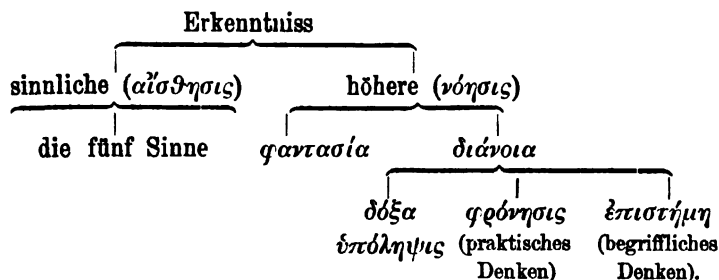 Erkenntniss
sinnliche (αἴσϑησις) höhere (νόησις)
die fünf Sinne φαντασία διάνοια
δόξα φρόνησις ἐπιστήμη
ὑπόληψις (praktisches (begriffliches
Denken) Denken).